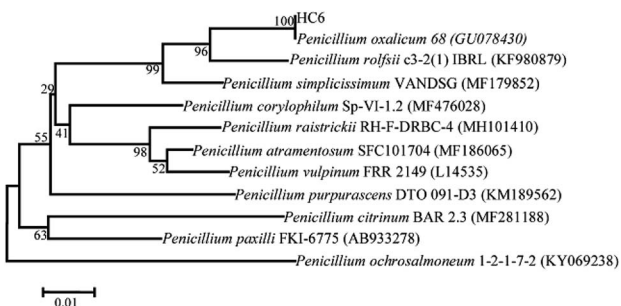 100 HC6
Penicillium oxalicum 68 (GU078430)
96
Penicillium rolfsii c3-2(1) IBRL (KF980879)
99
Penicillium simplicissimum VANDSG (MF179852)
29
Penicillium corylophilum Sp-VI-1.2 (MF476028)
41
Penicillium raistrickii RH-F-DRBC-4 (MH101410)
55
98
Penicillium atramentosum SFC101704 (MF186065)
52
Penicillium vulpinum FRR 2149 (L14535)
Penicillium purpurascens DTO 091-D3 (KM189562)
Penicillium citrinum BAR 2.3 (MF281188)
63
Penicillium paxilli FKI-6775 (AB933278)
Penicillium ochrosalmoneum 1-2-1-7-2 (KY069238)
0.01